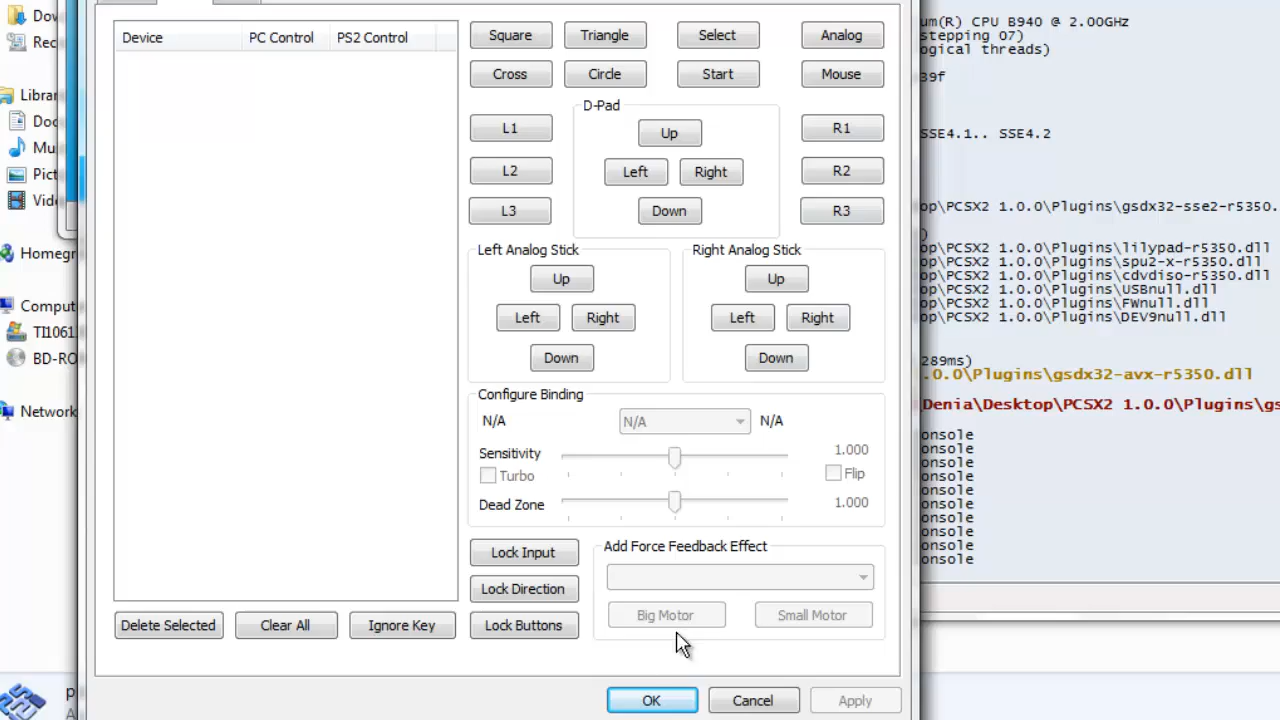 Dow
Rec
Librar
Doc
Mu
Pict
Vide
Homegr
Comput
TI1061
BD-RO
Network
p
A
Device PC Control PS2 Control
Delete Selected Clear All Ignore Key
Square Triangle Select Analog
Cross Circle Start Mouse
D-Pad
L1 Up R1
L2 Left Right R2
L3 Down R3
Left Analog Stick Right Analog Stick
Up Up
Left Right Left Right
Down Down
Configure Binding
N/A N/A N/A
Sensitivity 1.000
Turbo Flip
Dead Zone 1.000
Lock Input
Lock Direction
Lock Buttons
Add Force Feedback Effect
Big Motor Small Motor
OK Cancel Apply
um(R) CPU B940 @ 2.00GHz
stepping 07)
ogical threads)
39f
SSE4.1.. SSE4.2
op\PCSX2 1.0.0\Plugins\gsdx32-sse2-r5350.
)
op\PCSX2 1.0.0\Plugins\lilypad-r5350.dll
op\PCSX2 1.0.0\Plugins\spu2-x-r5350.dll
op\PCSX2 1.0.0\Plugins\cdvdiso-r5350.dll
op\PCSX2 1.0.0\Plugins\USBnull.dll
op\PCSX2 1.0.0\Plugins\FWnull.dll
op\PCSX2 1.0.0\Plugins\DEV9null.dll
289ms)
.0.0\Plugins\gsdx32-avx-r5350.dll
Denia\Desktop\PCSX2 1.0.0\Plugins\gs
onsole
onsole
onsole
onsole
onsole
onsole
onsole
onsole
onsole
onsole